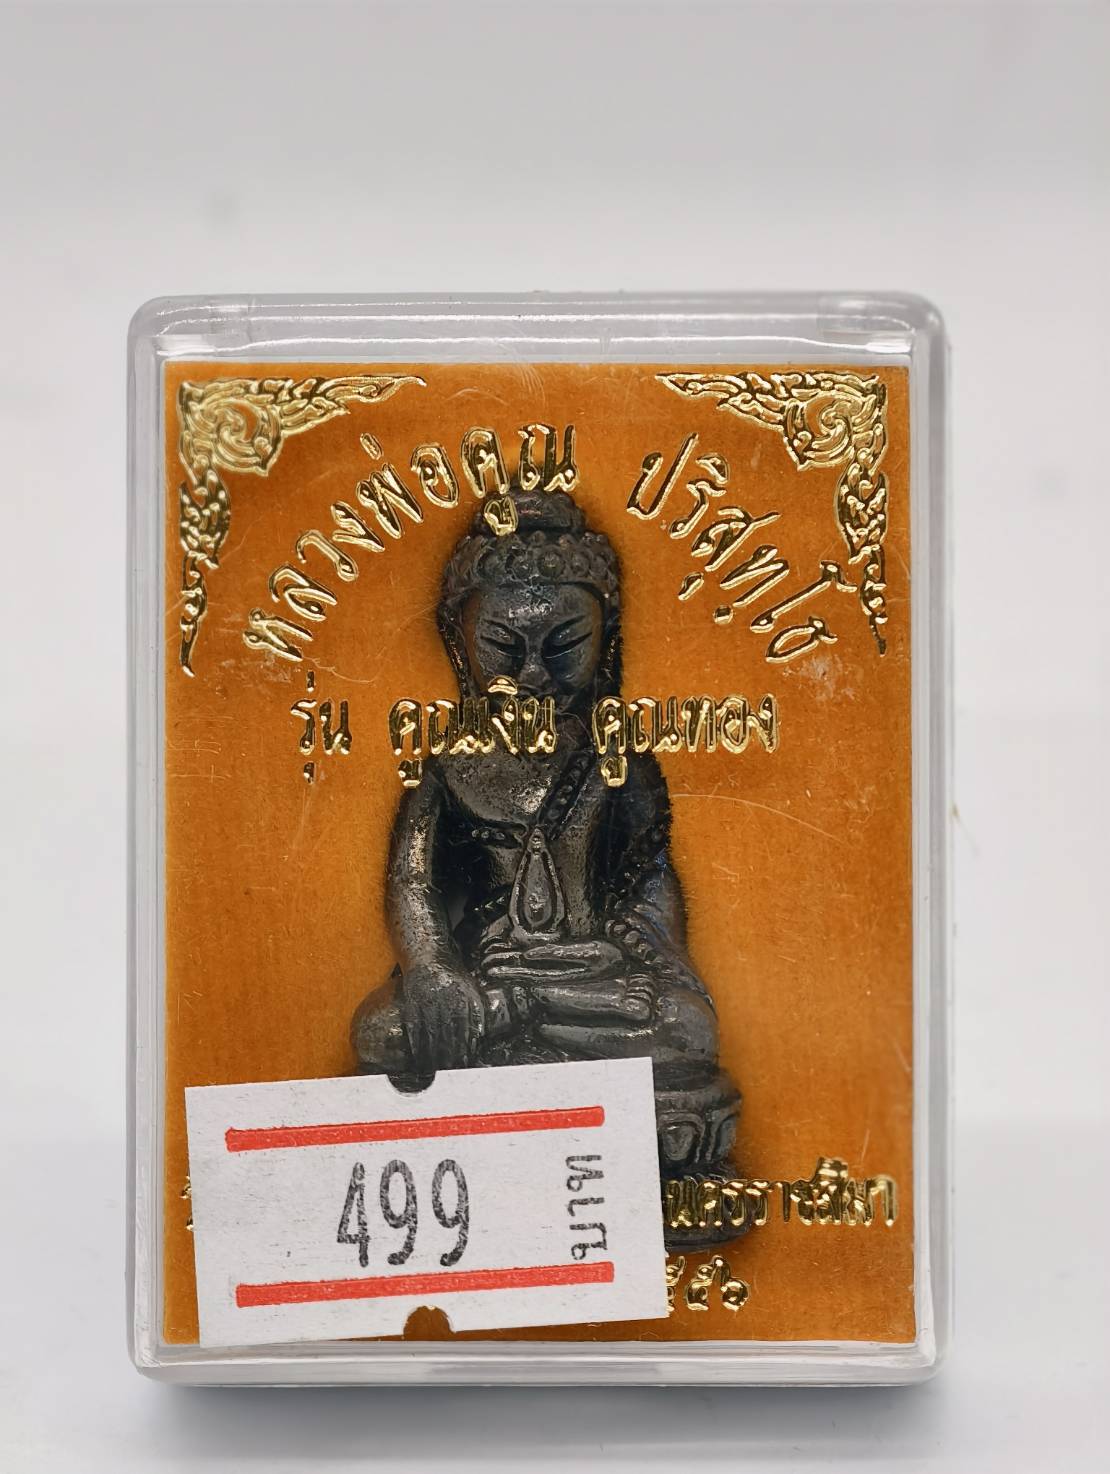 หลวงพ่อคูณ ปริสุทฺโธ
รุ่น คูณเงิน คูณทอง
นครราชสีมา
๕๖
499
บาท